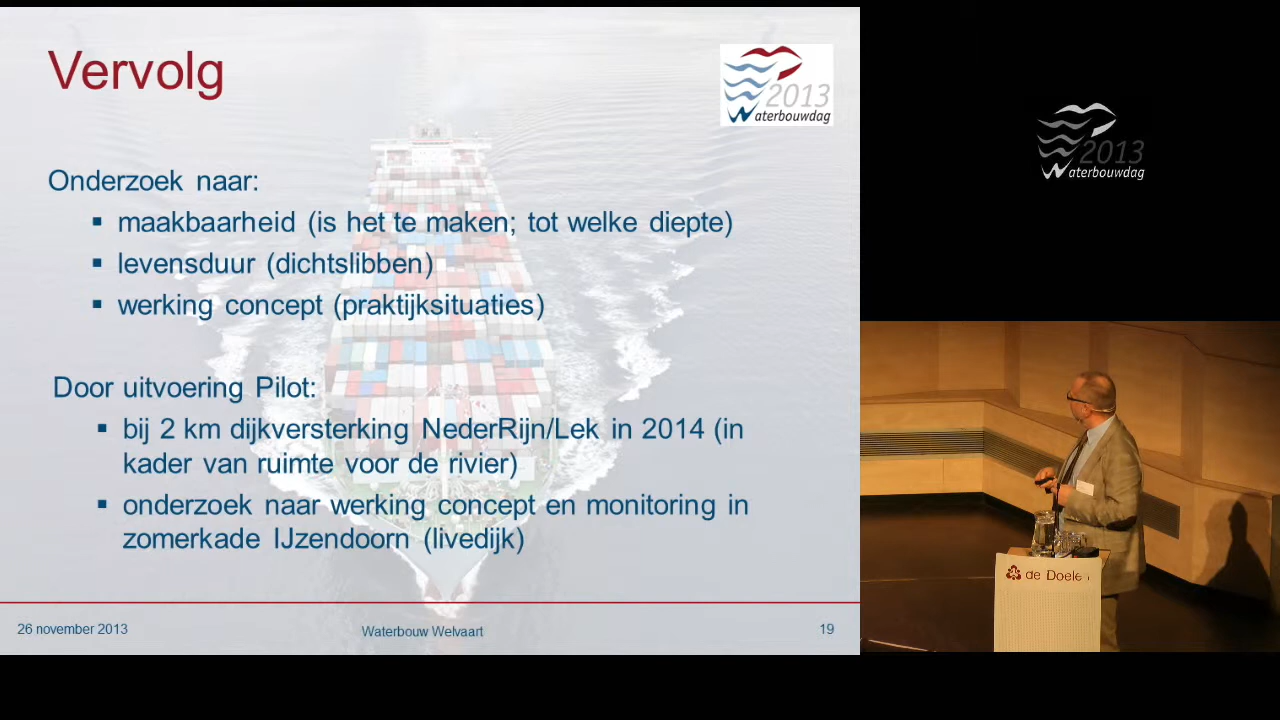 Vervolg
2013
Waterbouwdag
Onderzoek naar:
▪ maakbaarheid (is het te maken; tot welke diepte)
▪ levensduur (dichtslibben)
▪ werking concept (praktijksituaties)
Door uitvoering Pilot:
▪ bij 2 km dijkversterking NederRijn/Lek in 2014 (in
kader van ruimte voor de rivier)
▪ onderzoek naar werking concept en monitoring in
zomerkade IJzendoorn (livedijk)
26 november 2013
Waterbouw Welvaart
19
2013
Waterbouwdag
de Doele